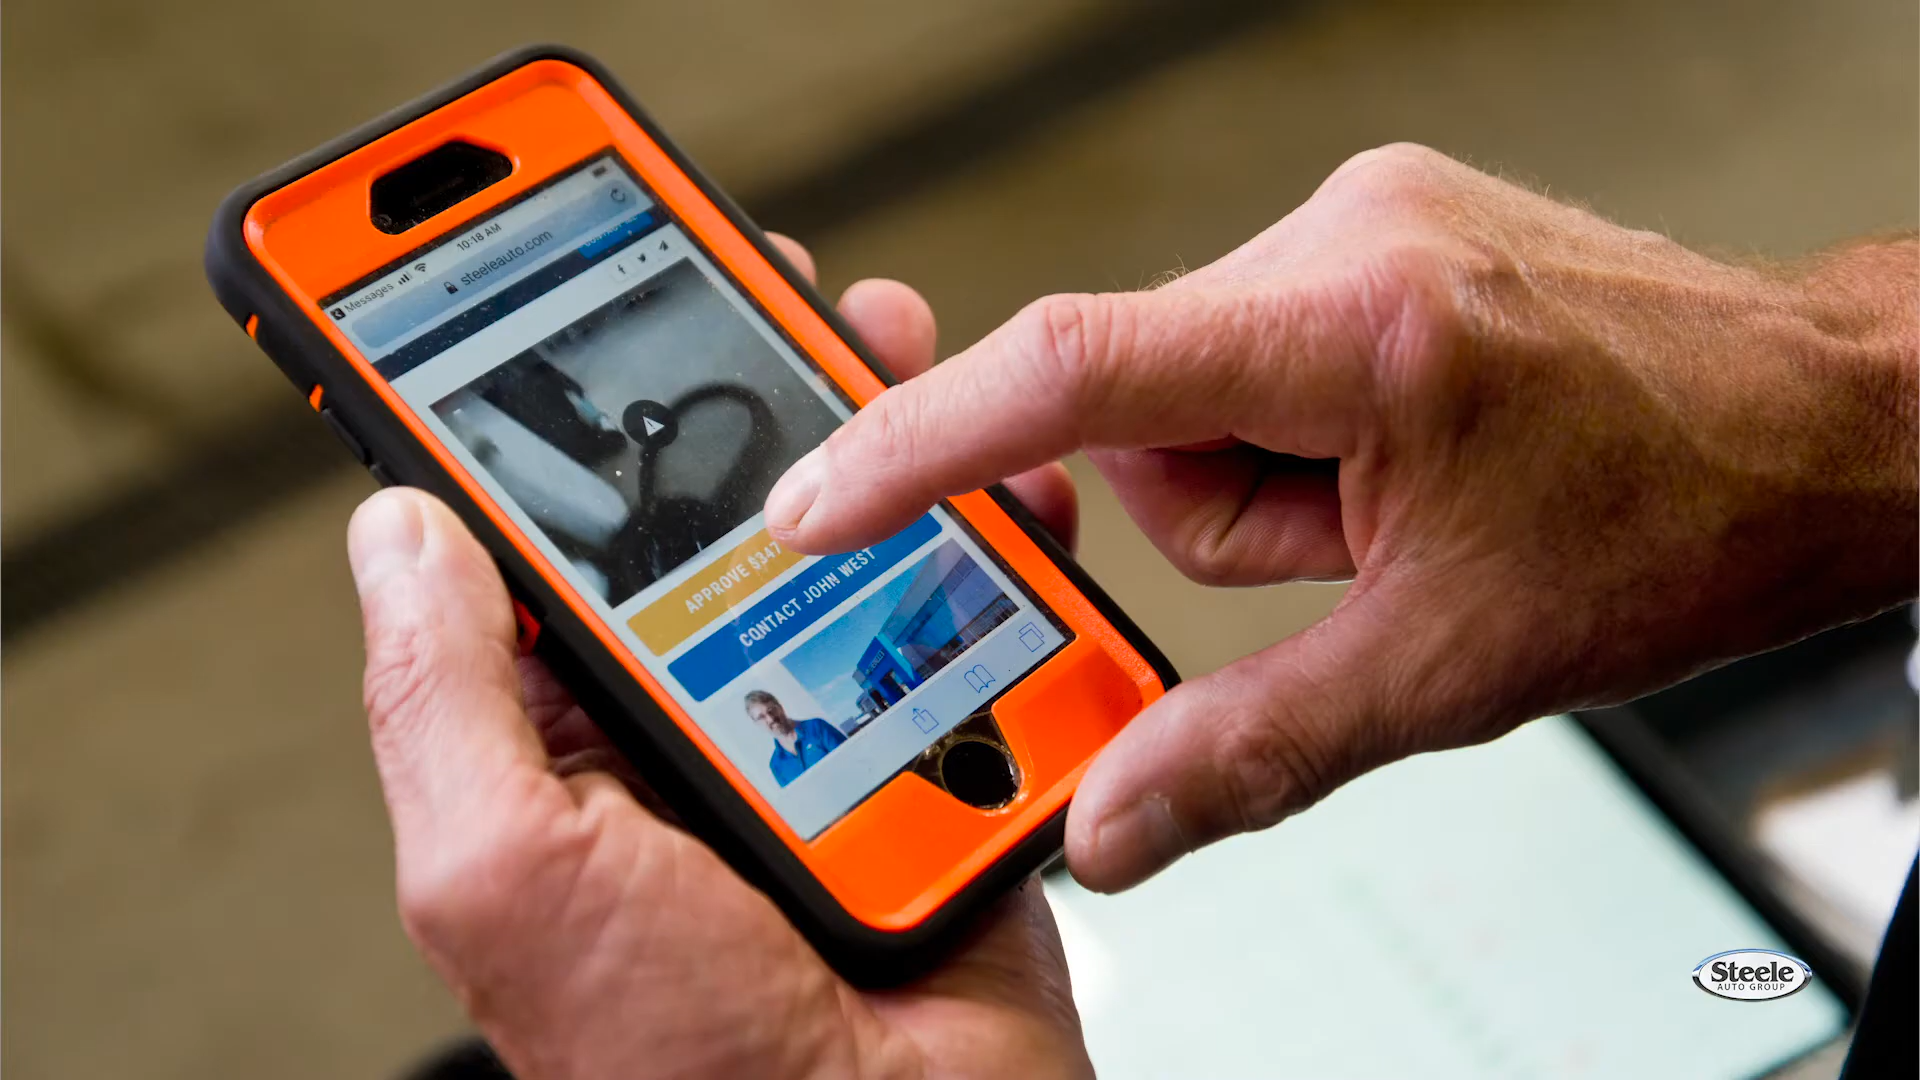 Messages
10:18 AM
steeleauto.com
APPROVE $347
CONTACT JOHN WEST
Steele
AUTO GROUP